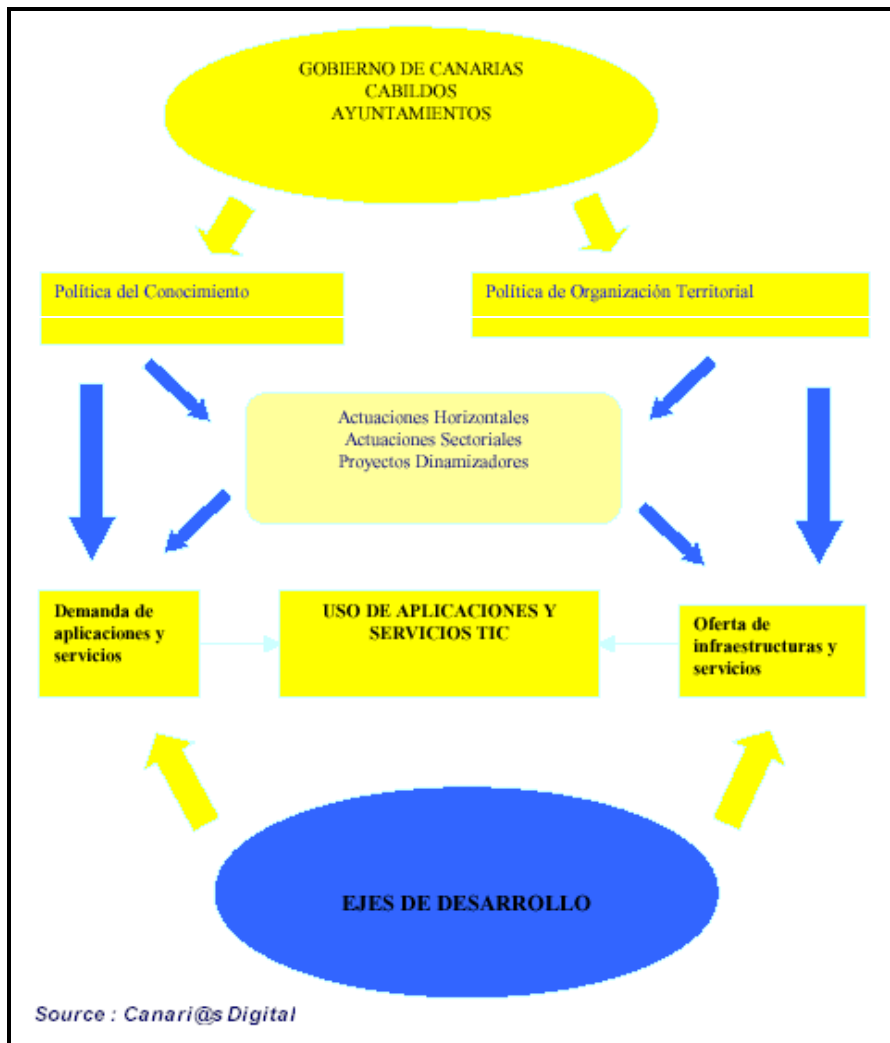 GOBIERNO DE CANARIAS
CABILDOS
AYUNTAMIENTOS
Política del Conocimiento
Política de Organización Territorial
Actuaciones Horizontales
Actuaciones Sectoriales
Proyectos Dinamizadores
Demanda de
aplicaciones y
servicios
USO DE APLICACIONES Y
SERVICIOS TIC
Oferta de
infraestructuras y
servicios
EJES DE DESARROLLO
Source : Canari@s Digital